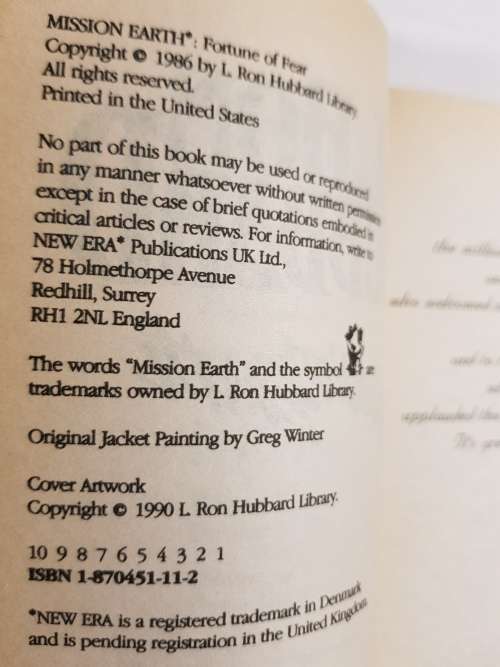 MISSION EARTH*: Fortune of Fear
Copyright © 1986 by L. Ron Hubbard Library.
All rights reserved.
Printed in the United States
No part of this book may be used or reproduced
in any manner whatsoever without written permission
except in the case of brief quotations embodied in
critical articles or reviews. For information, write to
NEW ERA* Publications UK Ltd.,
78 Holmethorpe Avenue
Redhill, Surrey
RH1 2NL England
The words "Mission Earth" and the symbol are
trademarks owned by L. Ron Hubbard Library.
Original Jacket Painting by Greg Winter
Cover Artwork
Copyright © 1990 L. Ron Hubbard Library.
10 9 8 7 6 5 4 3 2 1
ISBN 1-870451-11-2
*NEW ERA is a registered trademark in Denmark
and is pending registration in the United Kingdom.